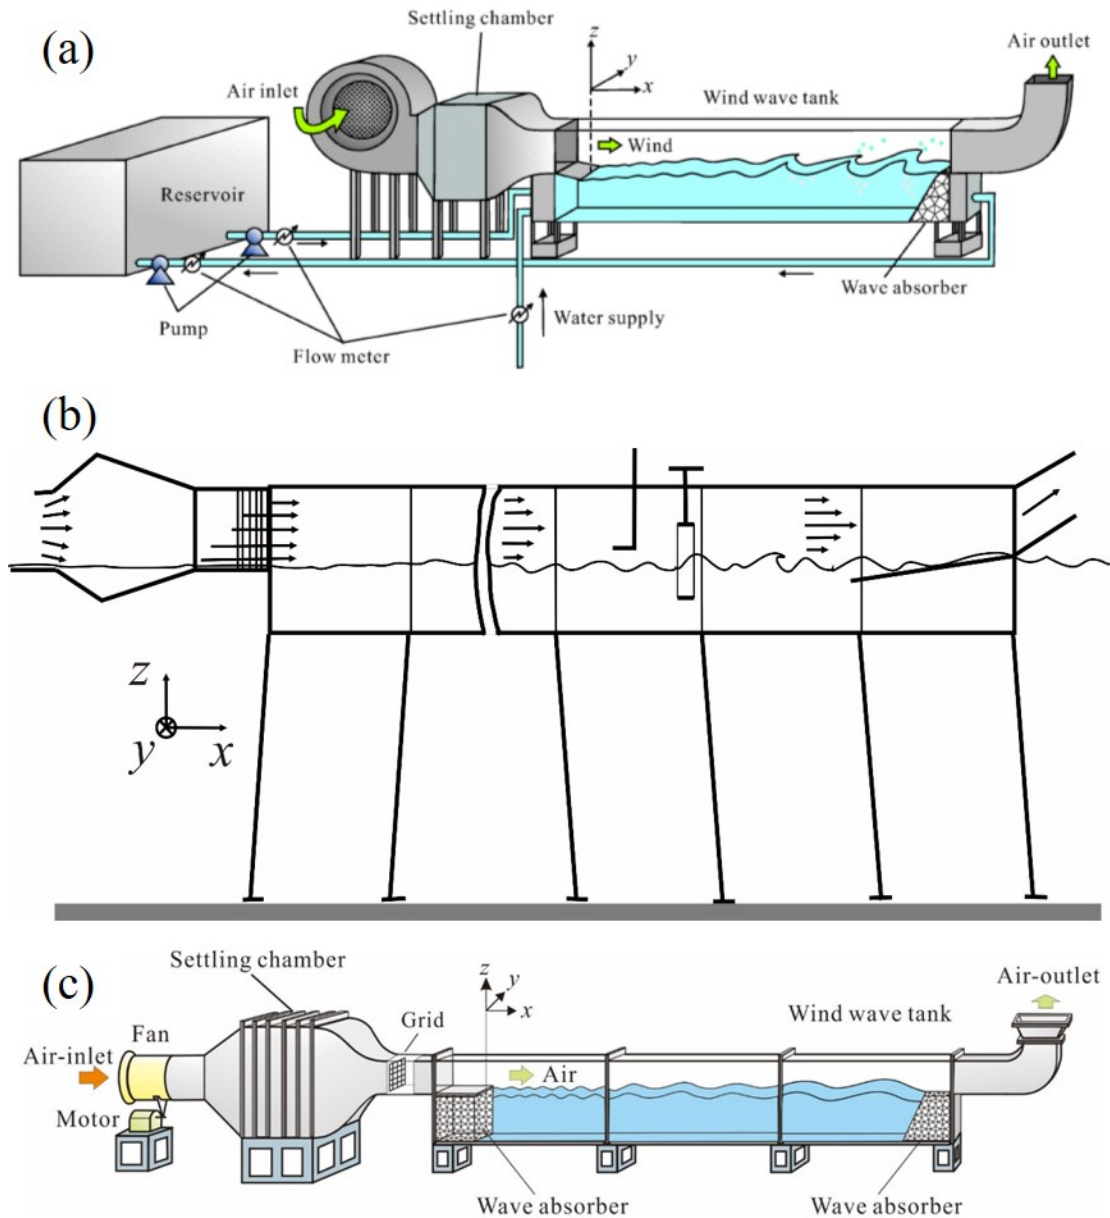 (a)
Settling chamber
z
y
x
Air outlet
Air inlet
Wind wave tank
Wind
Reservoir
Wave absorber
Pump
Water supply
Flow meter
(b)
z
y
x
(c)
Settling chamber
z
y
x
Air-outlet
Grid
Wind wave tank
Fan
Air-inlet
Air
Motor
Wave absorber
Wave absorber